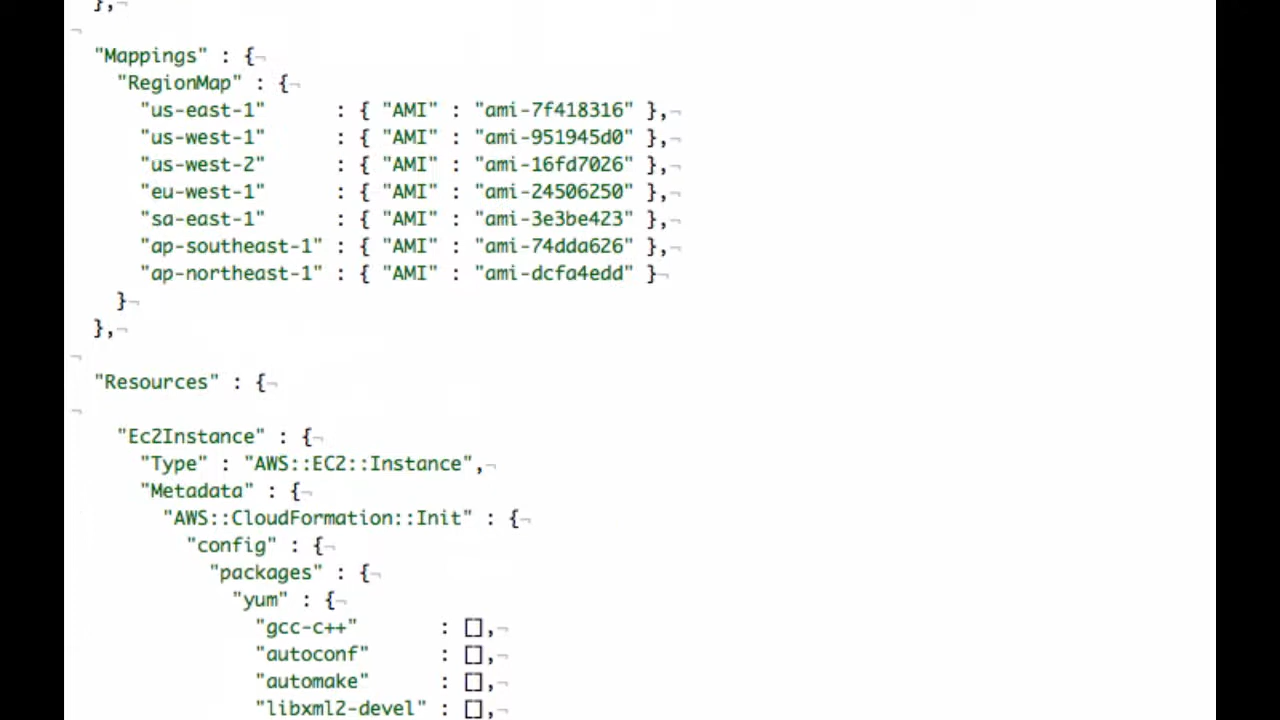 },¬
¬
"Mappings" : {¬
"RegionMap" : {¬
"us-east-1" : { "AMI" : "ami-7f418316" },¬
"us-west-1" : { "AMI" : "ami-951945d0" },¬
"us-west-2" : { "AMI" : "ami-16fd7026" },¬
"eu-west-1" : { "AMI" : "ami-24506250" },¬
"sa-east-1" : { "AMI" : "ami-3e3be423" },¬
"ap-southeast-1" : { "AMI" : "ami-74dda626" },¬
"ap-northeast-1" : { "AMI" : "ami-dcfa4edd" }¬
}¬
},¬
¬
"Resources" : {¬
¬
"Ec2Instance" : {¬
"Type" : "AWS::EC2::Instance",¬
"Metadata" : {¬
"AWS::CloudFormation::Init" : {¬
"config" : {¬
"packages" : {¬
"yum" : {¬
"gcc-c++" : [],¬
"autoconf" : [],¬
"automake" : [],¬
"libxml2-devel" : [],¬